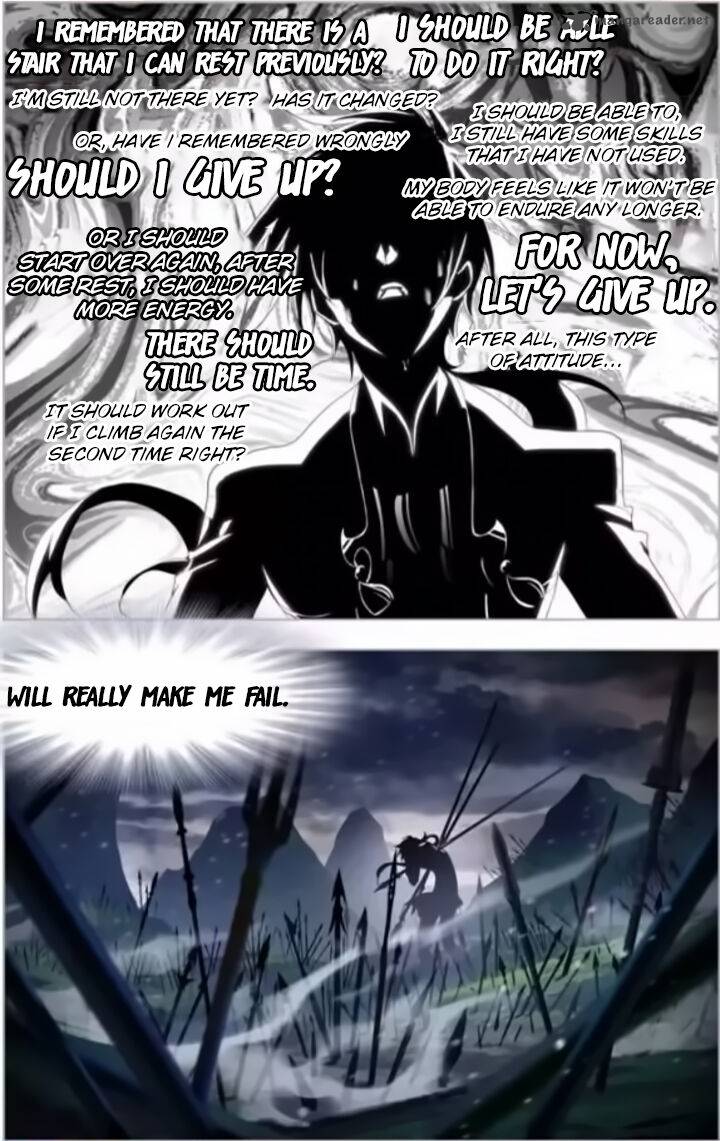 mangareader.net
I REMEMBERED THAT THERE IS A
STAIR THAT I CAN REST PREVIOUSLY?
I'M STILL NOT THERE YET? HAS IT CHANGED?
OR, HAVE I REMEMBERED WRONGLY
SHOULD I GIVE UP?
OR I SHOULD
START OVER AGAIN, AFTER
SOME REST, I SHOULD HAVE
MORE ENERGY.
THERE SHOULD
STILL BE TIME.
IT SHOULD WORK OUT
IF I CLIMB AGAIN THE
SECOND TIME RIGHT?
I SHOULD BE ABLE
TO DO IT RIGHT?
I SHOULD BE ABLE TO,
I STILL HAVE SOME SKILLS
THAT I HAVE NOT USED.
MY BODY FEELS LIKE IT WON'T BE
ABLE TO ENDURE ANY LONGER.
FOR NOW,
LET'S GIVE UP.
AFTER ALL, THIS TYPE
OF ATTITUDE...
WILL REALLY MAKE ME FAIL.